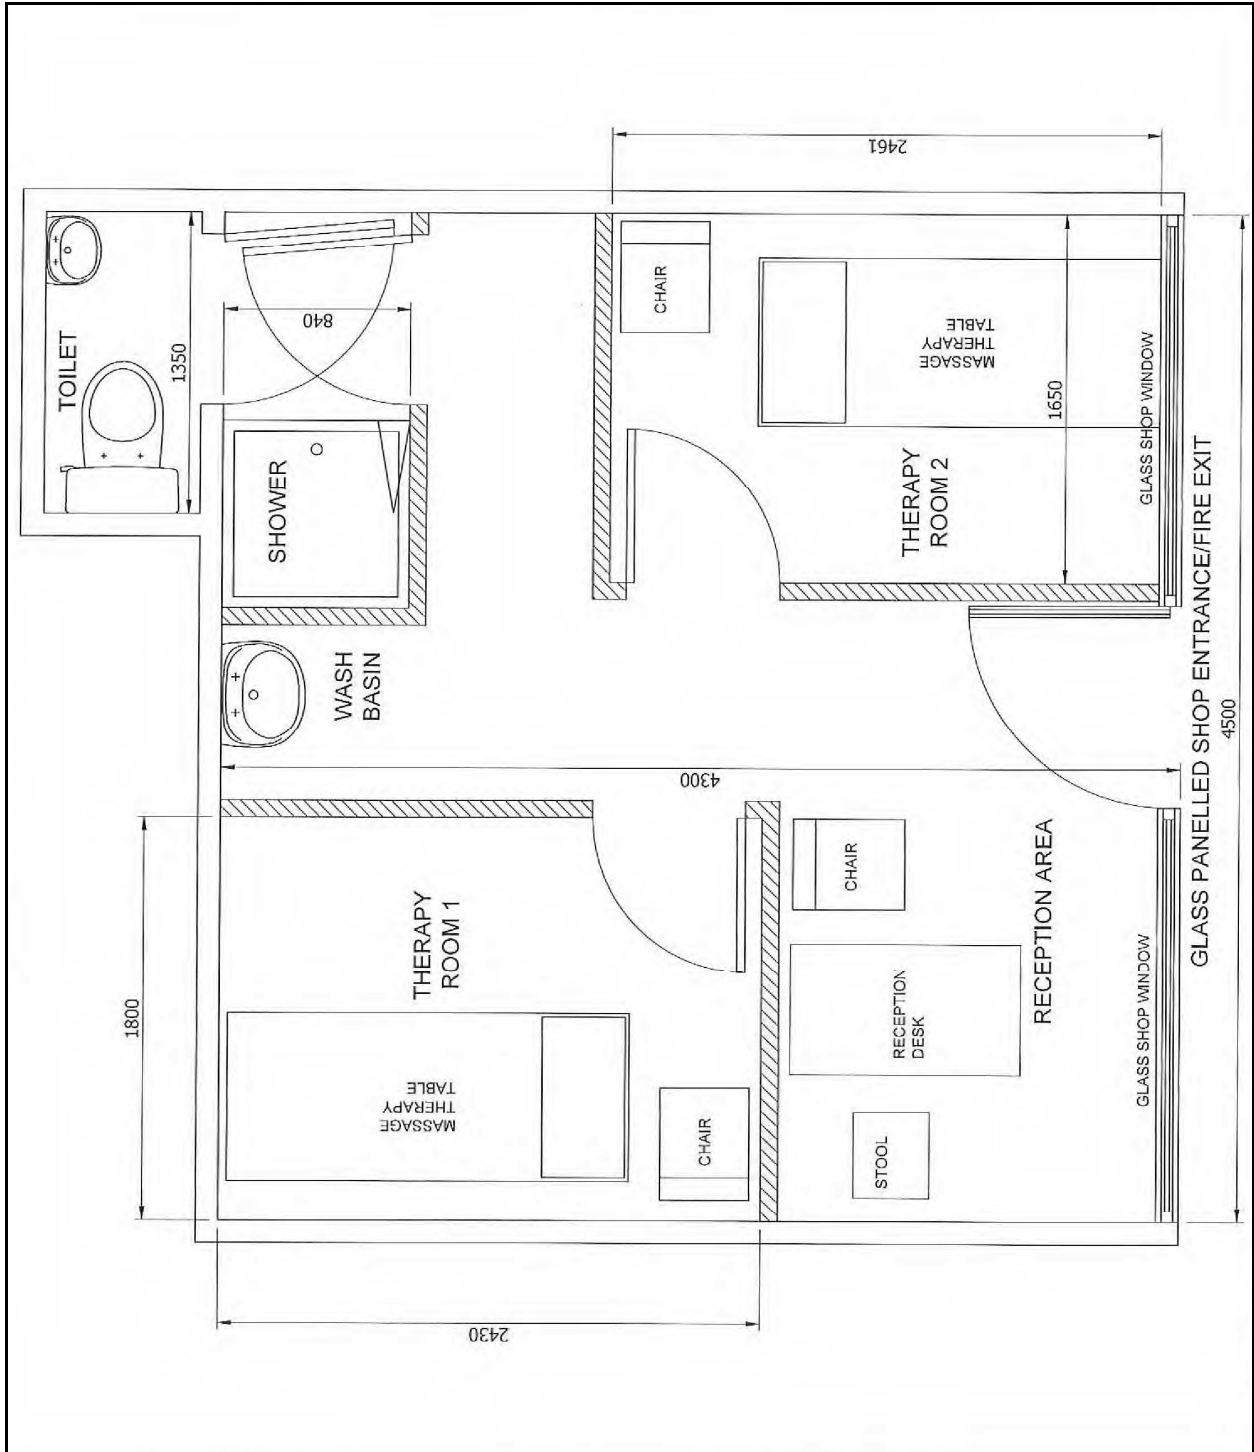 TOILET
1350
840
SHOWER
WASH
BASIN
4300
1800
THERAPY
ROOM 1
MASSAGE
THERAPY
TABLE
CHAIR
2430
2461
CHAIR
MASSAGE
THERAPY
TABLE
1650
THERAPY
ROOM 2
GLASS SHOP WINDOW
CHAIR
RECEPTION
DESK
STOOL
RECEPTION AREA
GLASS SHOP WINDOW
GLASS PANELLED SHOP ENTRANCE/FIRE EXIT
4500